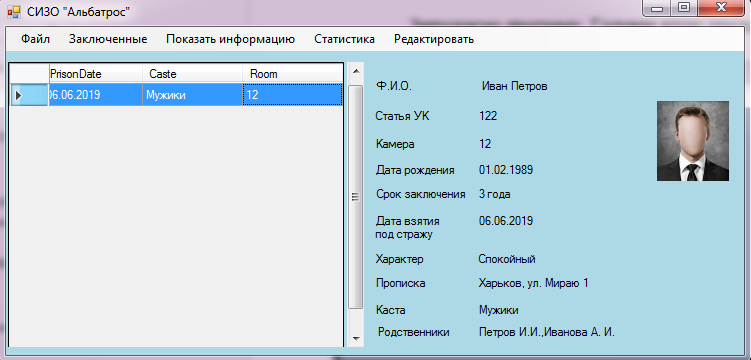 СИЗО "Альбатрос"
Файл Заключенные Показать информацию Статистика Редактировать
PrisonDate Caste Room
06.06.2019 Мужики 12
Ф.И.О. Иван Петров
Статья УК 122
Камера 12
Дата рождения 01.02.1989
Срок заключения 3 года
Дата взятия 06.06.2019
под стражу
Характер Спокойный
Прописка Харьков, ул. Мираю 1
Каста Мужики
Родственники Петров И.И.,Иванова А. И.